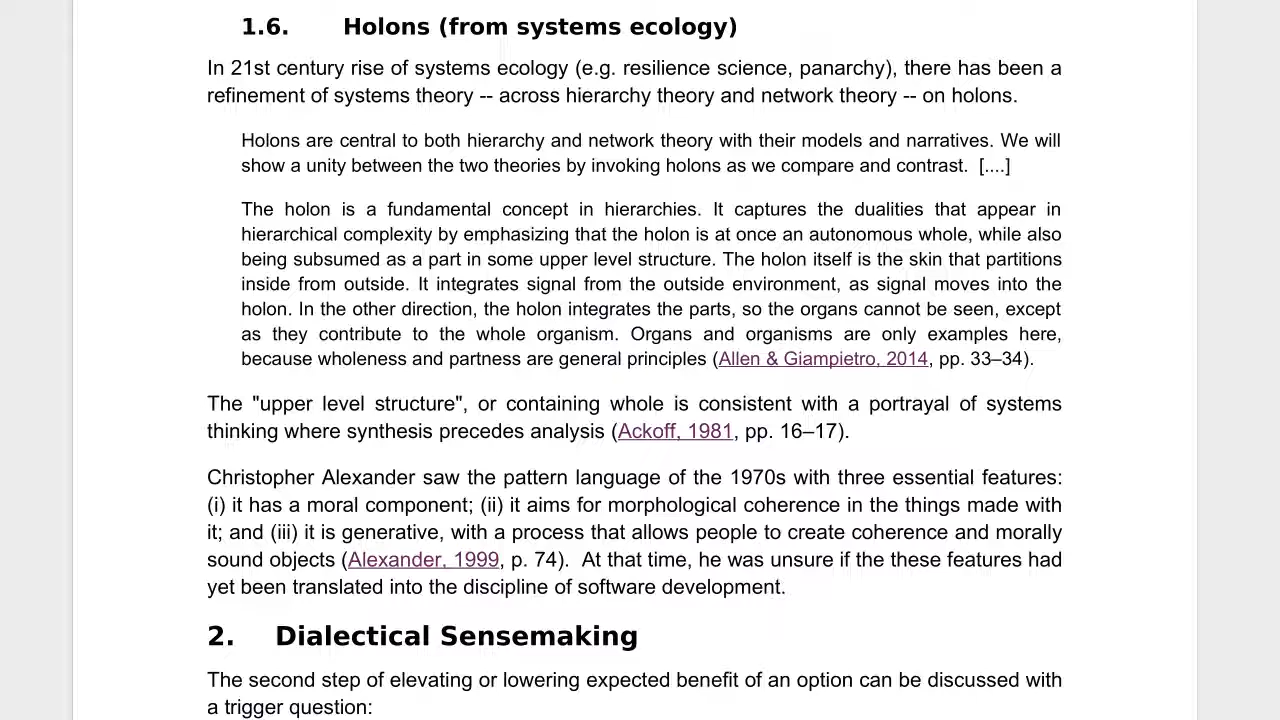 1.6. Holons (from systems ecology)
In 21st century rise of systems ecology (e.g. resilience science, panarchy), there has been a
refinement of systems theory -- across hierarchy theory and network theory -- on holons.
Holons are central to both hierarchy and network theory with their models and narratives. We will
show a unity between the two theories by invoking holons as we compare and contrast. [....]
The holon is a fundamental concept in hierarchies. It captures the dualities that appear in
hierarchical complexity by emphasizing that the holon is at once an autonomous whole, while also
being subsumed as a part in some upper level structure. The holon itself is the skin that partitions
inside from outside. It integrates signal from the outside environment, as signal moves into the
holon. In the other direction, the holon integrates the parts, so the organs cannot be seen, except
as they contribute to the whole organism. Organs and organisms are only examples here,
because wholeness and partness are general principles (Allen & Giampietro, 2014, pp. 33–34).
The "upper level structure", or containing whole is consistent with a portrayal of systems
thinking where synthesis precedes analysis (Ackoff, 1981, pp. 16–17).
Christopher Alexander saw the pattern language of the 1970s with three essential features:
(i) it has a moral component; (ii) it aims for morphological coherence in the things made with
it; and (iii) it is generative, with a process that allows people to create coherence and morally
sound objects (Alexander, 1999, p. 74). At that time, he was unsure if the these features had
yet been translated into the discipline of software development.
2. Dialectical Sensemaking
The second step of elevating or lowering expected benefit of an option can be discussed with
a trigger question: